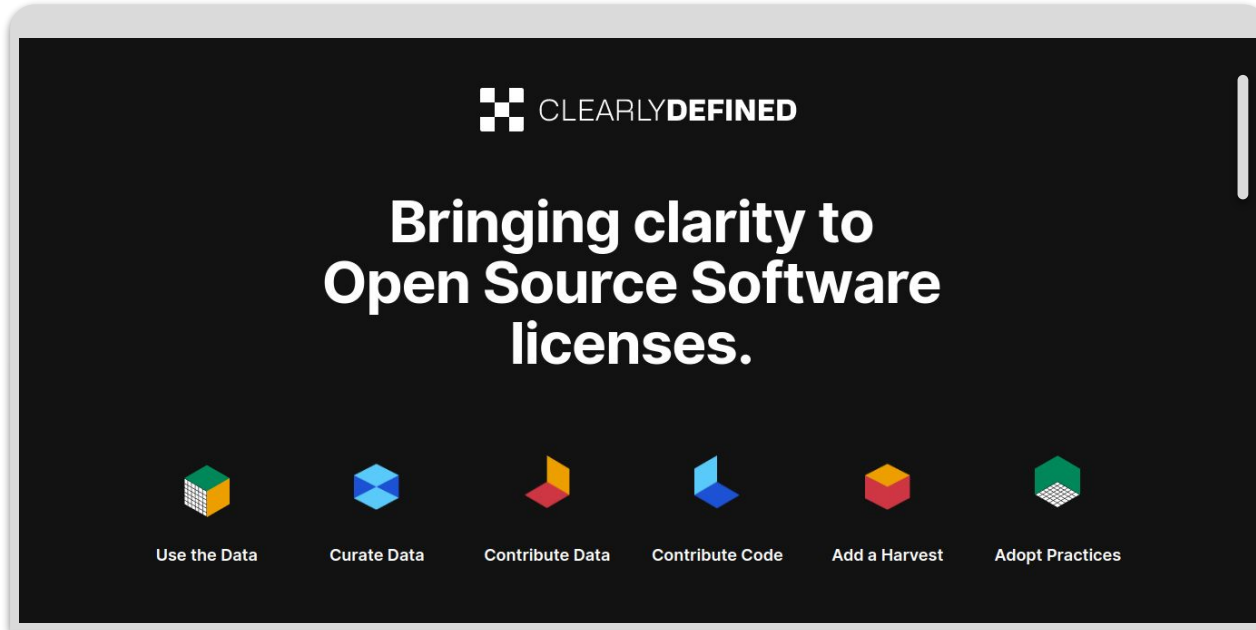 CLEARLYDEFINED
Bringing clarity to
Open Source Software
licenses.
Use the Data
Curate Data
Contribute Data
Contribute Code
Add a Harvest
Adopt Practices